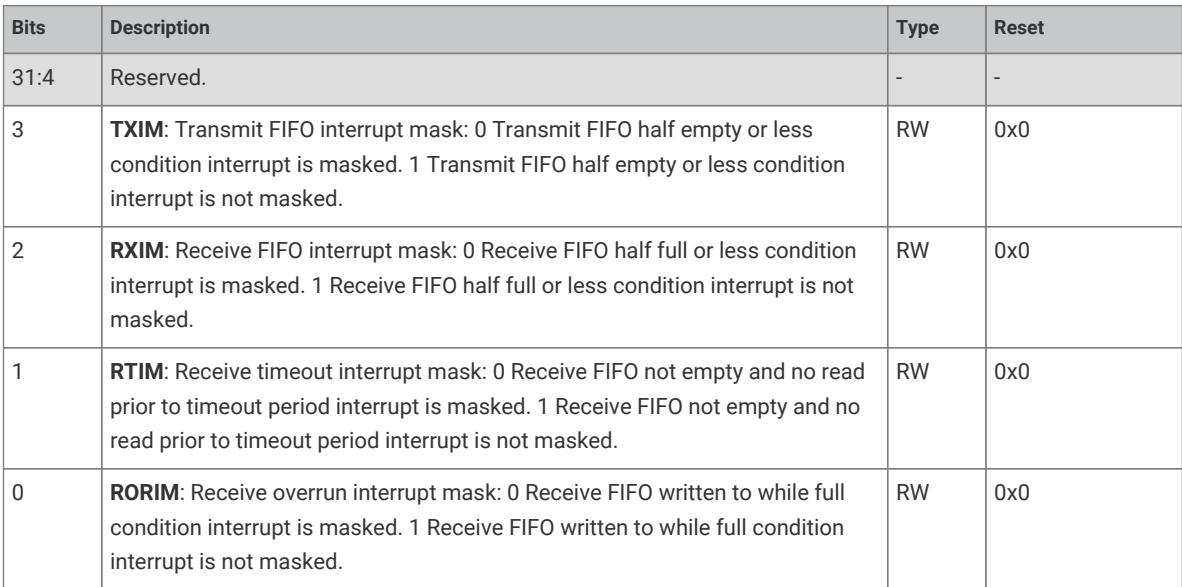 Bits Description Type Reset
31:4 Reserved. - -
3 TXIM: Transmit FIFO interrupt mask: 0 Transmit FIFO half empty or less RW 0x0
condition interrupt is masked. 1 Transmit FIFO half empty or less condition
interrupt is not masked.
2 RXIM: Receive FIFO interrupt mask: 0 Receive FIFO half full or less condition RW 0x0
interrupt is masked. 1 Receive FIFO half full or less condition interrupt is not
masked.
1 RTIM: Receive timeout interrupt mask: 0 Receive FIFO not empty and no read RW 0x0
prior to timeout period interrupt is masked. 1 Receive FIFO not empty and no
read prior to timeout period interrupt is not masked.
0 RORIM: Receive overrun interrupt mask: 0 Receive FIFO written to while full RW 0x0
condition interrupt is masked. 1 Receive FIFO written to while full condition
interrupt is not masked.